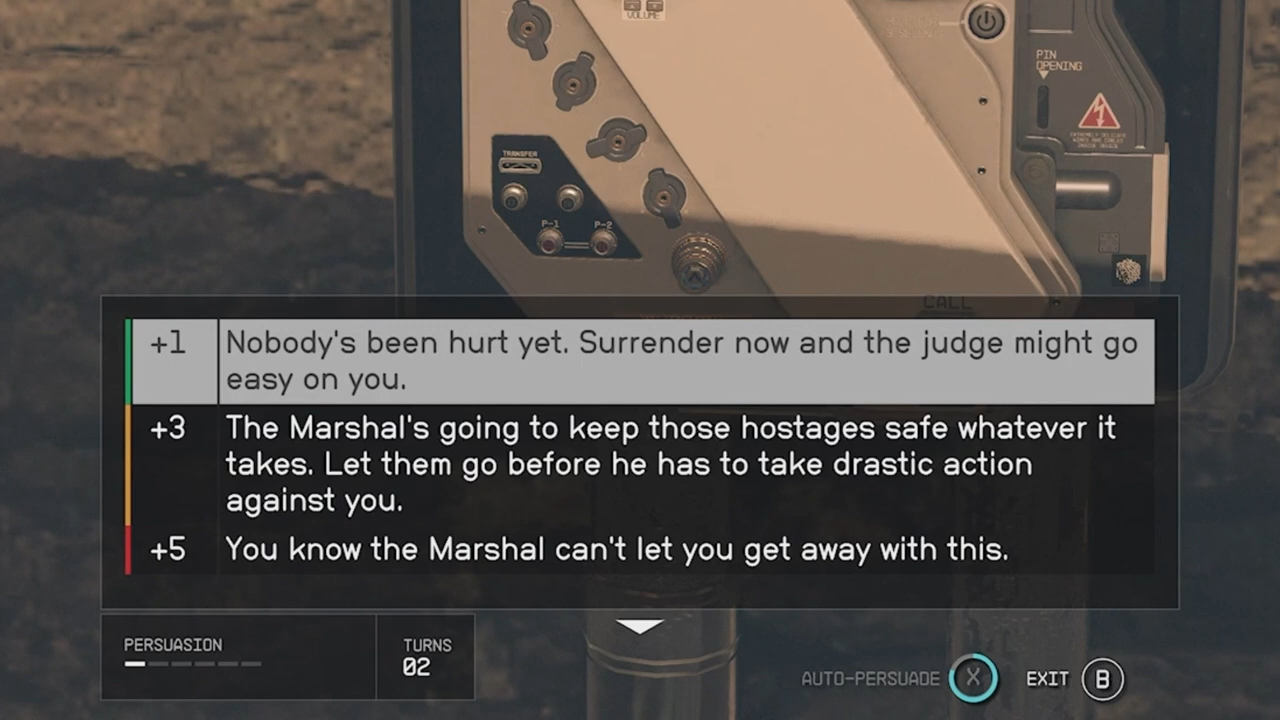 VOLUME
PIN
OPENING
TRANSFER
P-1
P-2
CALL
+1
Nobody's been hurt yet. Surrender now and the judge might go
easy on you.
+3
The Marshal's going to keep those hostages safe whatever it
takes. Let them go before he has to take drastic action
against you.
+5
You know the Marshal can't let you get away with this.
PERSUASION
TURNS
02
AUTO-PERSUADE X
EXIT B